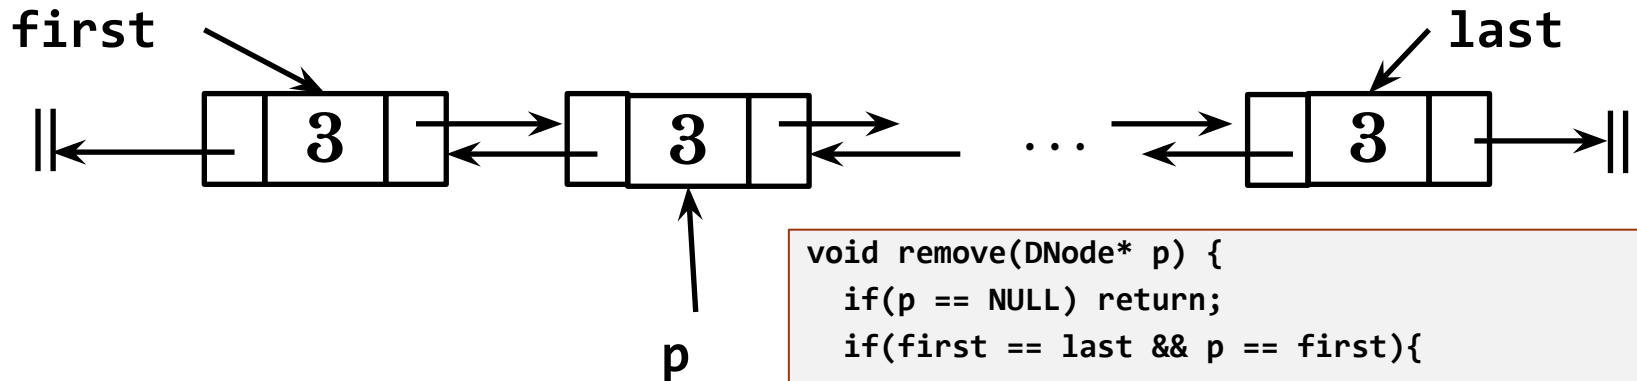 first
last
3
3
...
3
p
void remove(DNode* p) {
if(p == NULL) return;
if(first == last && p == first){